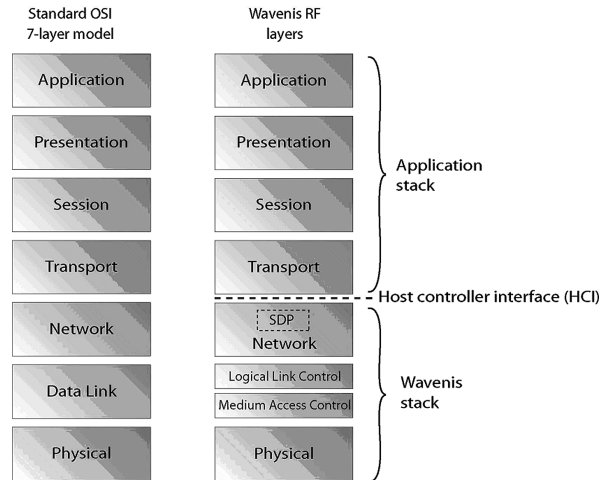 Standard OSI
7-layer model
Application
Presentation
Session
Transport
Network
Data Link
Physical
Wavenis RF
layers
Application
Presentation
Session
Transport
SDP
Network
Logical Link Control
Medium Access Control
Physical
Application
stack
Host controller interface (HCI)
Wavenis
stack